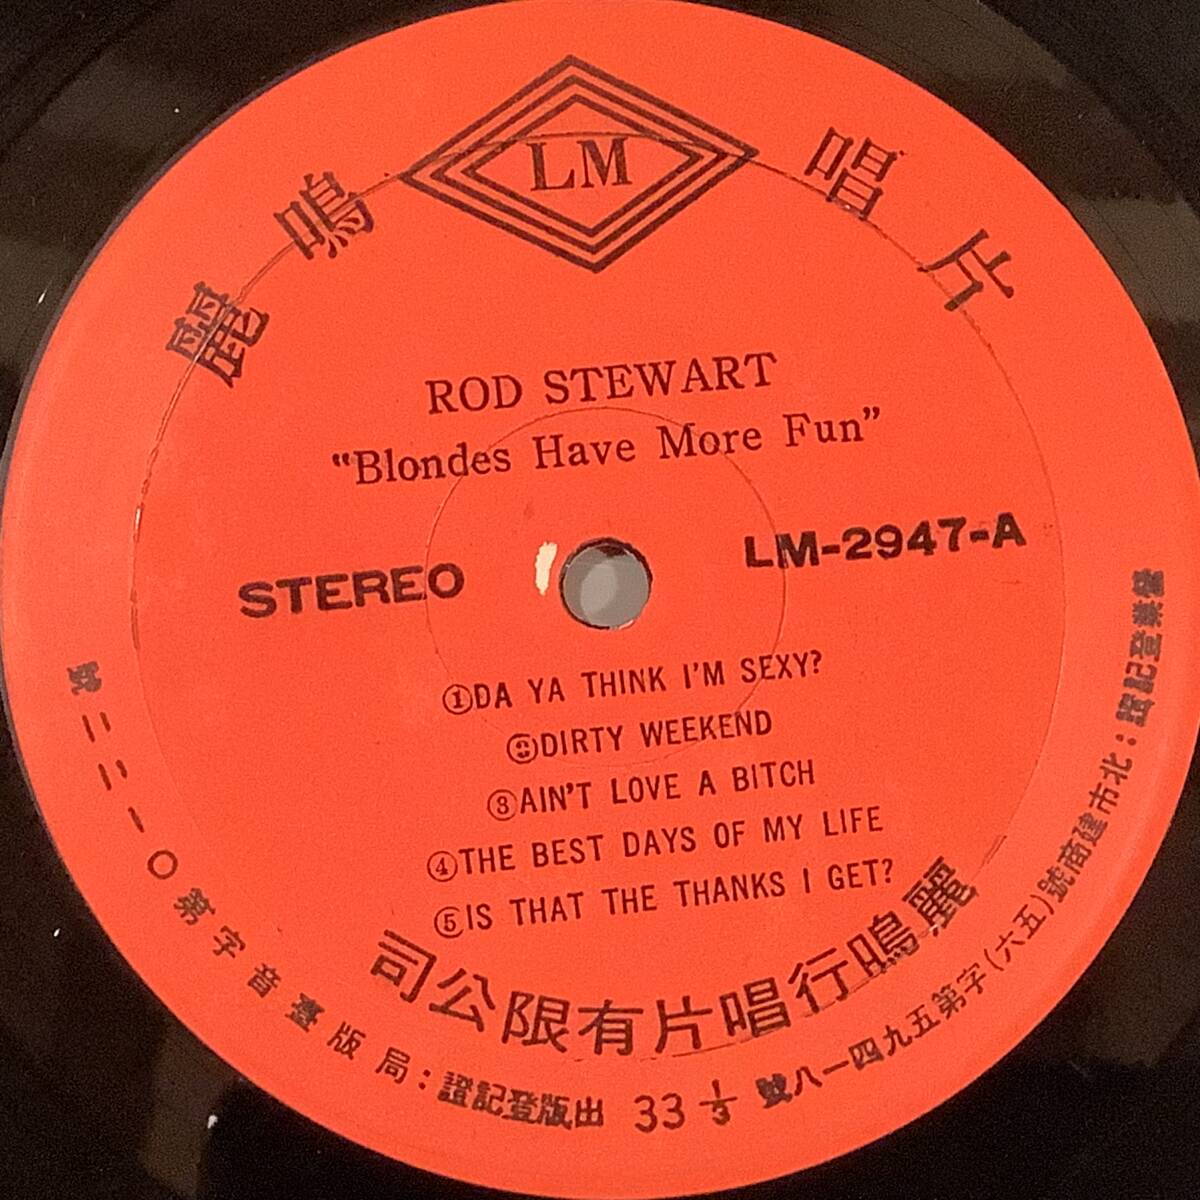 LM
麗鳴唱片
ROD STEWART
"Blondes Have More Fun"
STEREO
LM-2947-A
①DA YA THINK I'M SEXY?
②DIRTY WEEKEND
③AIN'T LOVE A BITCH
④THE BEST DAYS OF MY LIFE
⑤IS THAT THE THANKS I GET?
司公限有片唱行鳴麗
營業登記證：北市建商號(六五)字第五九四一八號
33 1/3
出版登記證：局版臺音字第〇一二二號